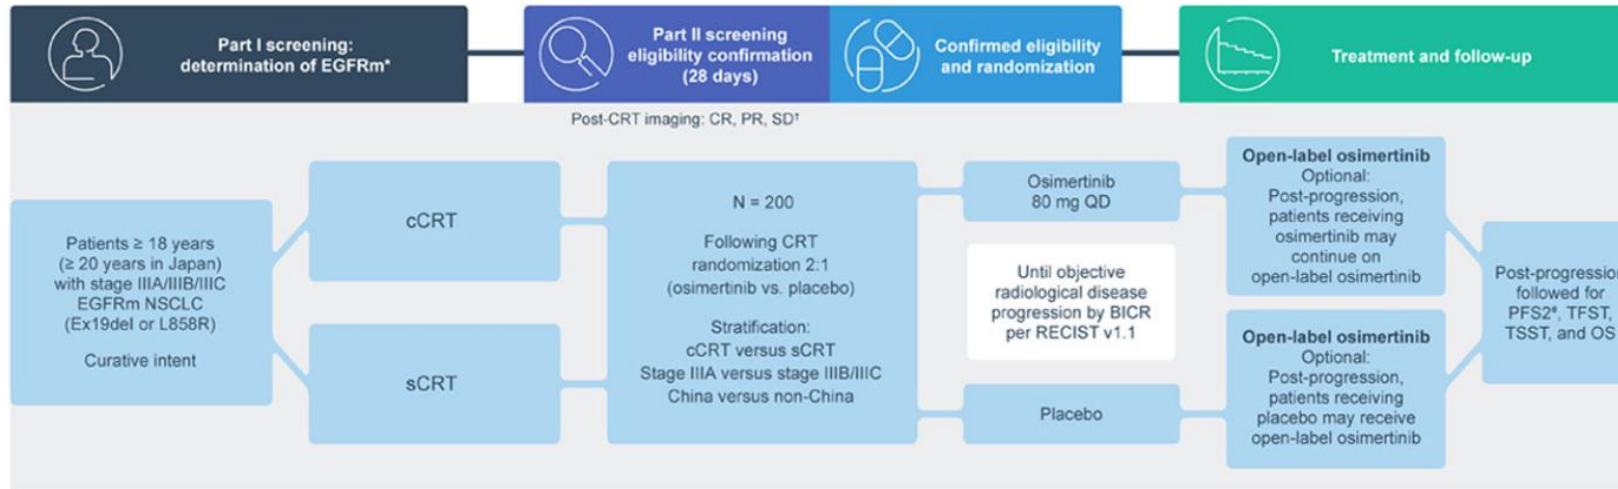 Part I screening:
determination of EGFRm*
Part II screening
eligibility confirmation
(28 days)
Confirmed eligibility
and randomization
Treatment and follow-up
Post-CRT imaging: CR, PR, SD†
Patients ≥ 18 years
(≥ 20 years in Japan)
with stage IIIA/IIIB/IIIC
EGFRm NSCLC
(Ex19del or L858R)
Curative intent
cCRT
sCRT
N = 200
Following CRT
randomization 2:1
(osimertinib vs. placebo)
Stratification:
cCRT versus sCRT
Stage IIIA versus stage IIIB/IIIC
China versus non-China
Osimertinib
80 mg QD
Until objective
radiological disease
progression by BICR
per RECIST v1.1
Placebo
Open-label osimertinib
Optional:
Post-progression,
patients receiving
osimertinib may
continue on
open-label osimertinib
Open-label osimertinib
Optional:
Post-progression,
patients receiving
placebo may receive
open-label osimertinib
Post-progression
followed for
PFS2#, TFST,
TSST, and OS